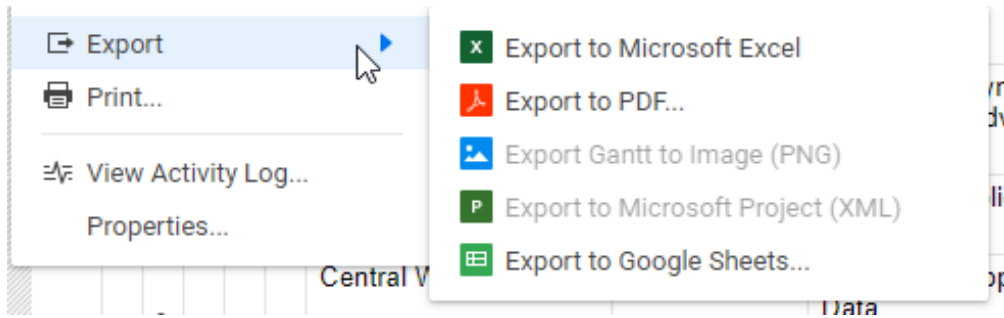 Export
Print...
View Activity Log...
Properties...
Export to Microsoft Excel
Export to PDF...
Export Gantt to Image (PNG)
Export to Microsoft Project (XML)
Export to Google Sheets...
Central
Data